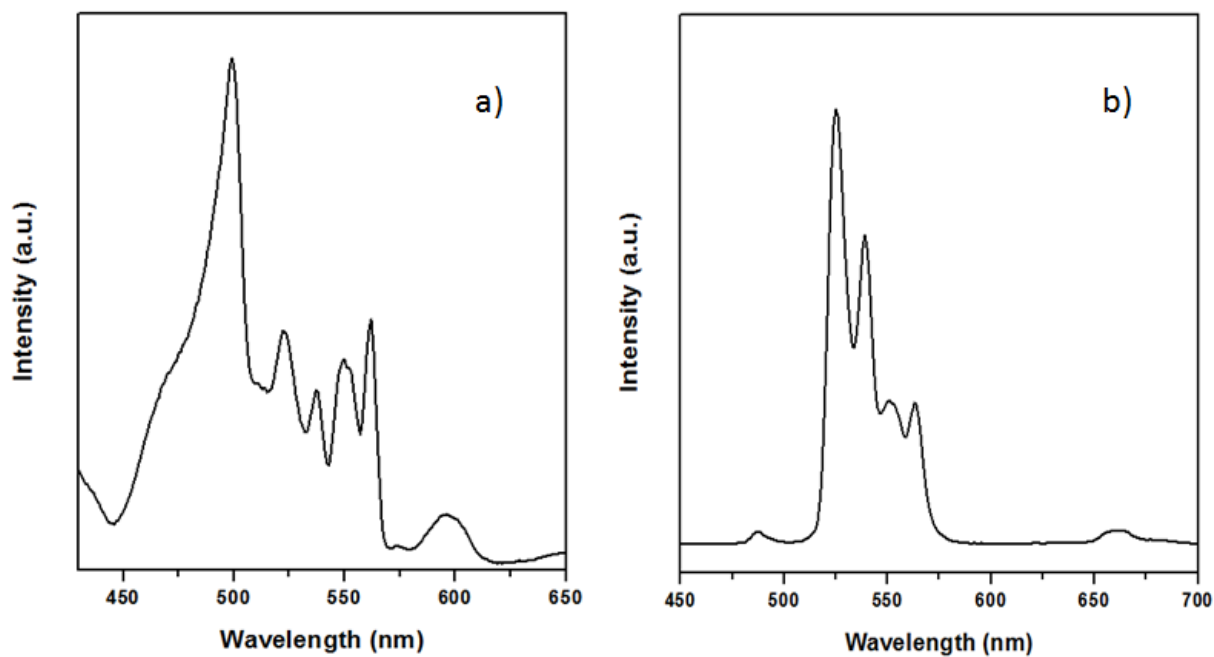 a)
Intensity (a.u.)
450 500 550 600 650
Wavelength (nm)
b)
Intensity (a.u.)
450 500 550 600 650 700
Wavelength (nm)